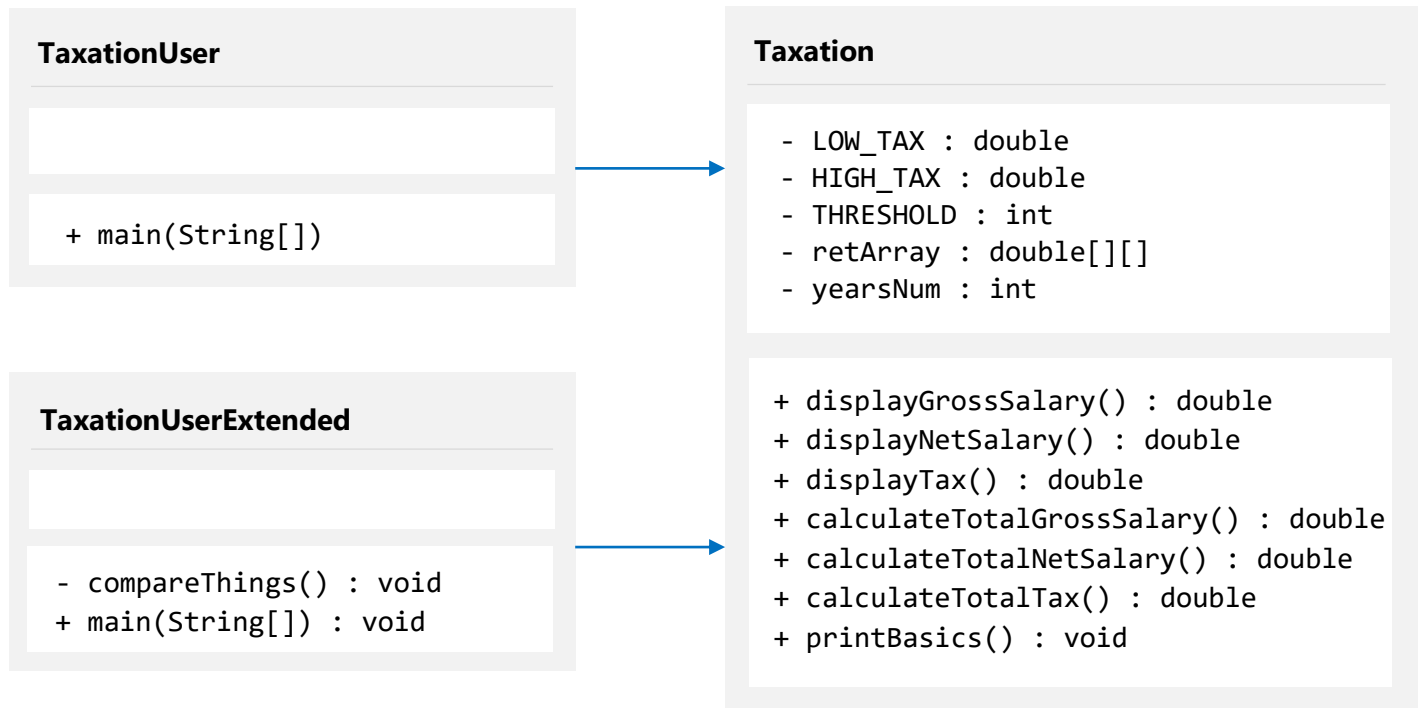 TaxationUser
+ main(String[])
TaxationUserExtended
- compareThings() : void
+ main(String[]) : void
Taxation
- LOW_TAX : double
- HIGH_TAX : double
- THRESHOLD : int
- retArray : double[][]
- yearsNum : int
+ displayGrossSalary() : double
+ displayNetSalary() : double
+ displayTax() : double
+ calculateTotalGrossSalary() : double
+ calculateTotalNetSalary() : double
+ calculateTotalTax() : double
+ printBasics() : void